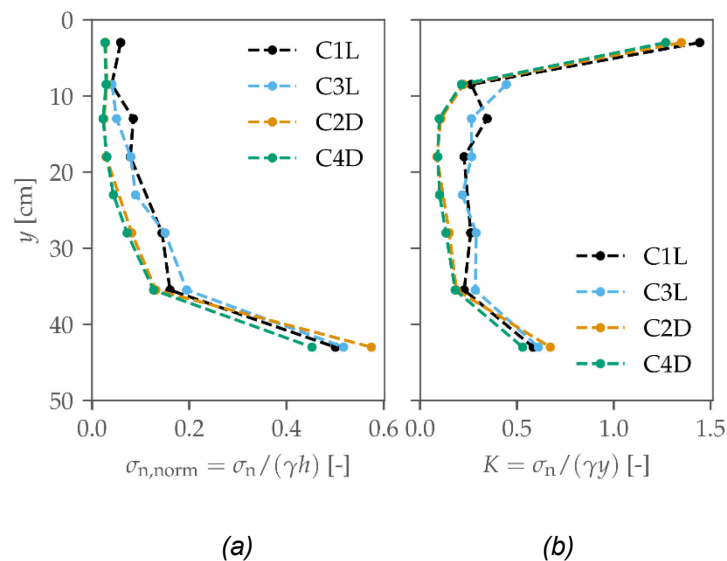 0
10
20
30
40
50
y [cm]
0.0 0.2 0.4 0.6
σn,norm = σn/(γh) [-]
C1L
C3L
C2D
C4D
(a)
0.0 0.5 1.0 1.5
K = σn/(γy) [-]
C1L
C3L
C2D
C4D
(b)